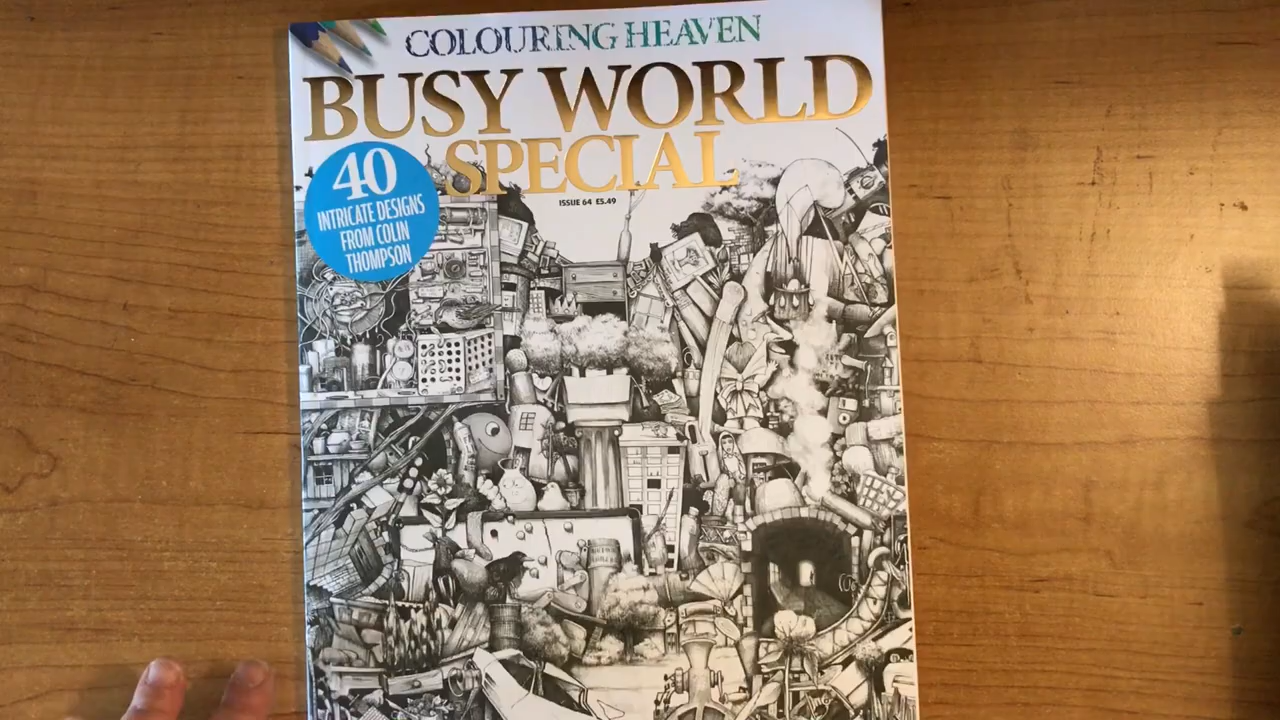 COLOURING HEAVEN
BUSY WORLD
SPECIAL
ISSUE 64 £5.49
40
INTRICATE DESIGNS
FROM COLIN
THOMPSON